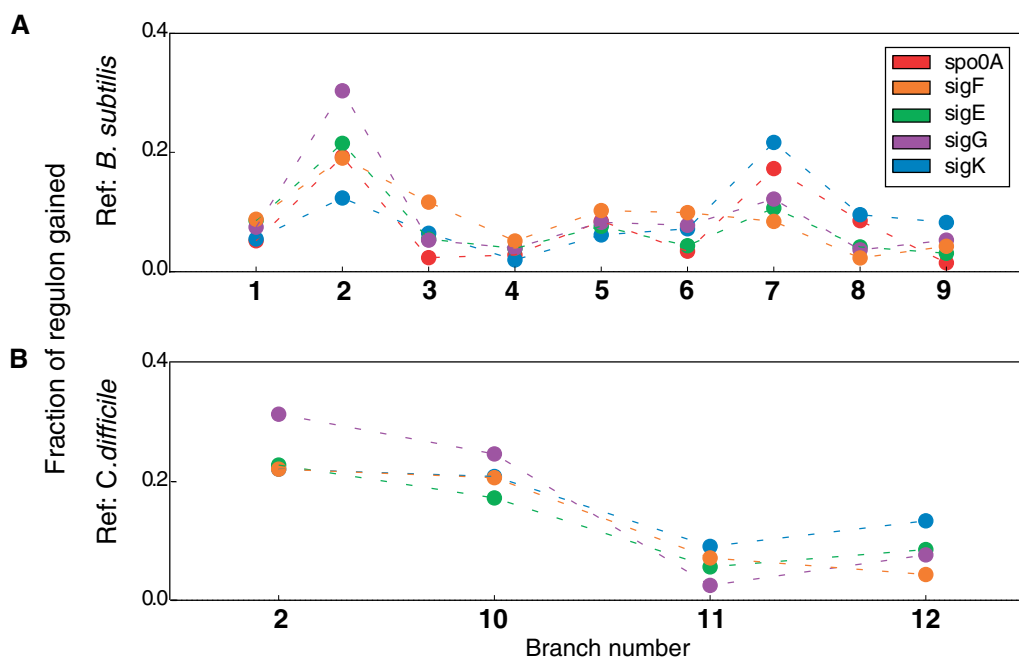 A
Fraction of regulon gained
Ref: B. subtilis
0.4
0.2
0.0
spo0A
sigF
sigE
sigG
sigK
1 2 3 4 5 6 7 8 9
B
Ref: C.difficile
0.4
0.2
0.0
2 10 11 12
Branch number